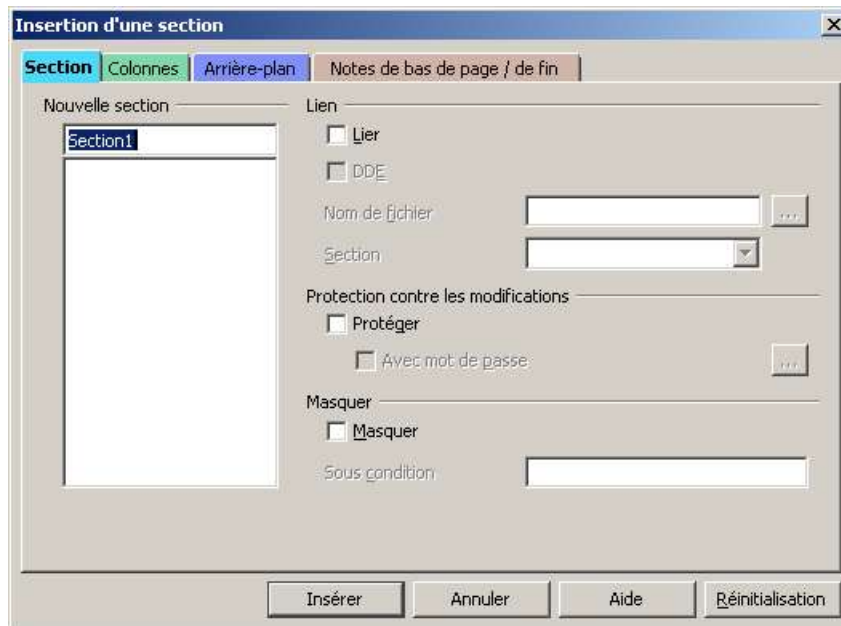 Insertion d'une section
Section Colonnes Arrière-plan Notes de bas de page / de fin
Nouvelle section
Section1
Lien
Lier
DDE
Nom de fichier ...
Section
Protection contre les modifications
Protéger
Avec mot de passe ...
Masquer
Masquer
Sous condition
Insérer Annuler Aide Réinitialisation